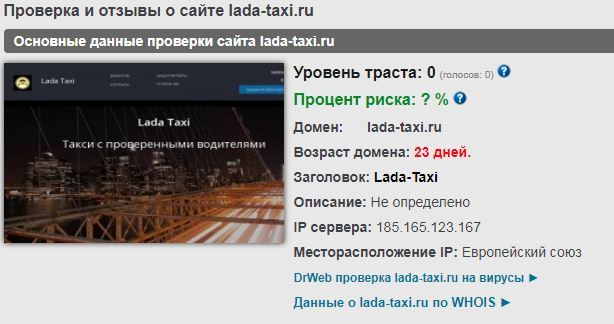 Проверка и отзывы о сайте lada-taxi.ru
Основные данные проверки сайта lada-taxi.ru
Lada Taxi
Lada Taxi
Такси с проверенными водителями
Уровень траста: 0 (голосов: 0) ?
Процент риска: ? % ?
Домен: lada-taxi.ru
Возраст домена: 23 дней.
Заголовок: Lada-Taxi
Описание: Не определено
IP сервера: 185.165.123.167
Месторасположение IP: Европейский союз
DrWeb проверка lada-taxi.ru на вирусы ►
Данные о lada-taxi.ru по WHOIS ►